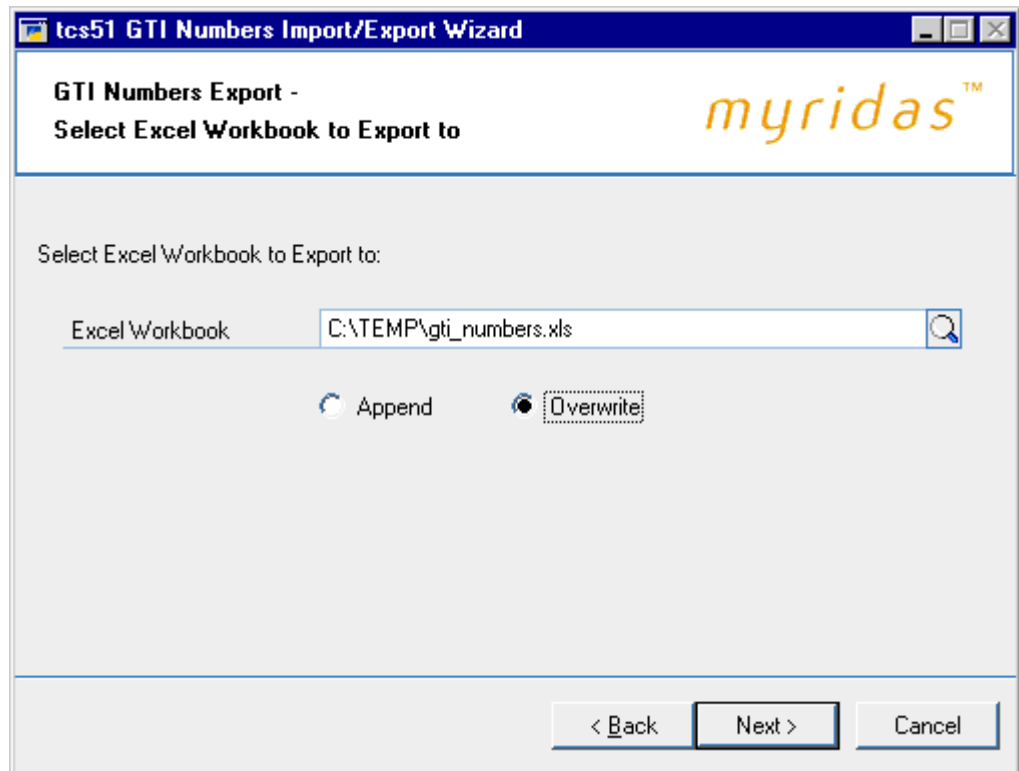 tcs51 GTI Numbers Import/Export Wizard
GTI Numbers Export -
Select Excel Workbook to Export to
myridas™
Select Excel Workbook to Export to:
Excel Workbook C:\TEMP\gti_numbers.xls
Append Overwrite
< Back Next > Cancel